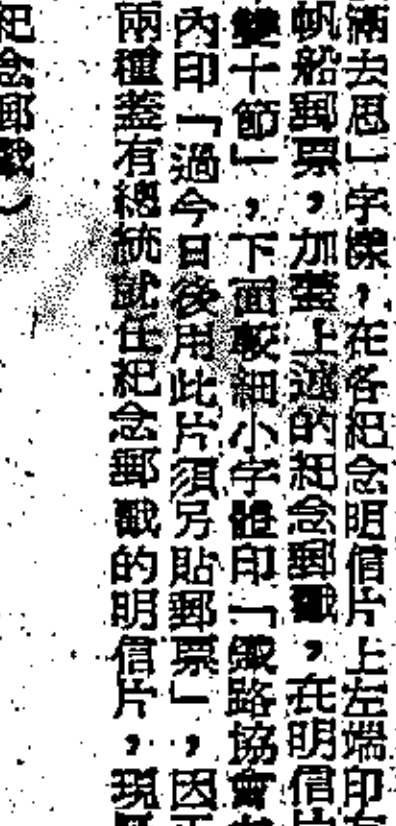 滿去思」字樣，在各紀念明信片上左端印有
帆船郵票，加蓋上述的紀念郵戳，在明信片
雙十節」，下面較細小字體印「鐵路協會
內印「過今日後用此片須另貼郵票」，因
兩種蓋有總統就任紀念郵戳的明信片，現
紀念郵戳）